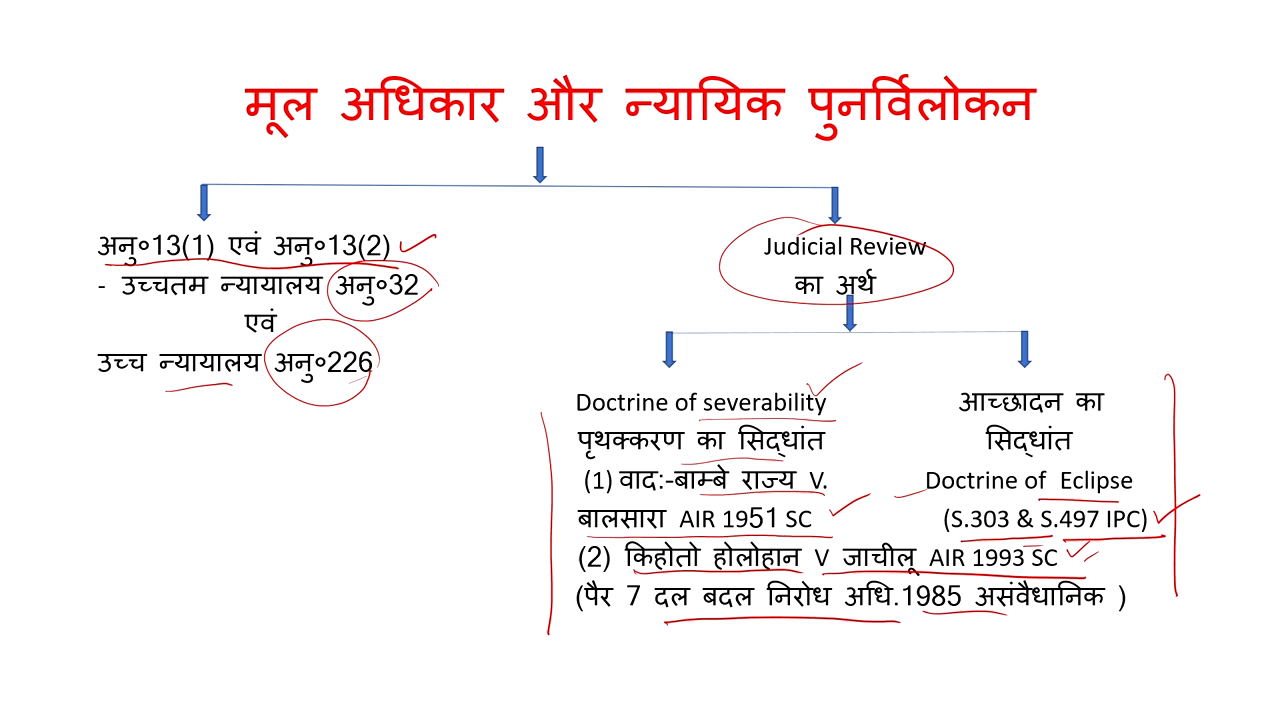 मूल अधिकार और न्यायिक पुनर्विलोकन
अनु०13(1) एवं अनु०13(2)
- उच्चतम न्यायालय अनु०32
एवं
उच्च न्यायालय अनु०226
Judicial Review
का अर्थ
Doctrine of severability
पृथक्करण का सिद्धांत
(1) वाद:-बाम्बे राज्य V.
बालसारा AIR 1951 SC
(2) किहोतो होलोहान V जाचीलू AIR 1993 SC
(पैर 7 दल बदल निरोध अधि.1985 असंवैधानिक )
आच्छादन का
सिद्धांत
Doctrine of Eclipse
(S.303 & S.497 IPC)